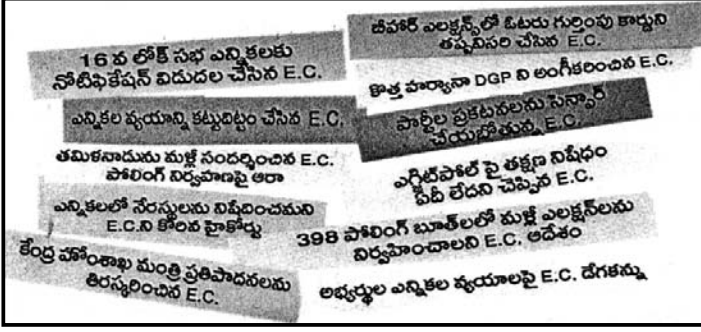 16 వ లోక్ సభ ఎన్నికలకు
నోటిఫికేషన్ విడుదల చేసిన E.C.
ఎన్నికల వ్యయాన్ని కట్టుదిట్టం చేసిన E.C.
తమిళనాడును మళ్లీ సందర్శించిన E.C.
పోలింగ్ నిర్వహణపై ఆరా
ఎన్నికలలో నేరస్థులను నిషేదించమని
E.C.ని కోరిన హైకోర్టు
కేంద్ర హోంశాఖ మంత్రి ప్రతిపాదనలను
తిరస్కరించిన E.C.
బీహార్ ఎలక్షన్స్‌లో ఓటరు గుర్తింపు కార్డుని
తప్పనిసరి చేసిన E.C.
కొత్త హర్యానా DGP ని అంగీకరించిన E.C.
పార్టీల ప్రకటనలను సెన్సార్
చేయబోతున్న E.C.
ఎగ్జిట్‌పోల్ పై తక్షణ నిషేధం
ఏదీ లేదని చెప్పిన E.C.
398 పోలింగ్ బూత్‌లలో మళ్లీ ఎలక్షన్‌లను
నిర్వహించాలని E.C. ఆదేశం
అభ్యర్థుల ఎన్నికల వ్యయాలపై E.C. డేగకన్ను